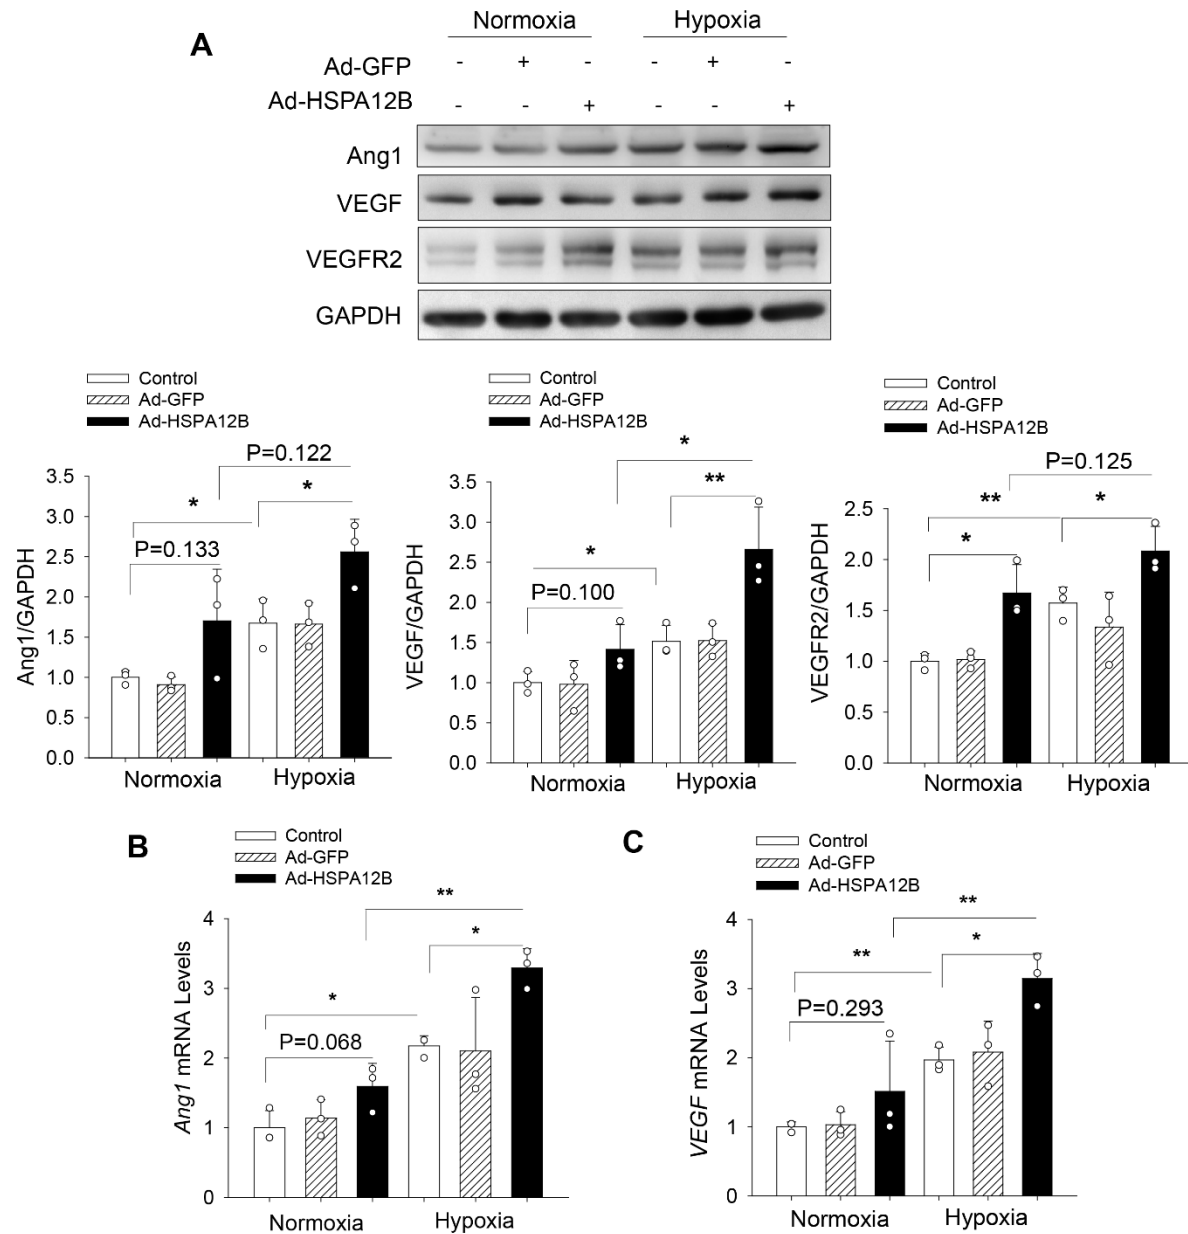 A
Normoxia Hypoxia
Ad-GFP - + - - + -
Ad-HSPA12B - - + - - +
Ang1
VEGF
VEGFR2
GAPDH
Control
Ad-GFP
Ad-HSPA12B
P=0.122
*
*
P=0.133
Ang1/GAPDH
3.5
3.0
2.5
2.0
1.5
1.0
0.5
0.0
Normoxia Hypoxia
Control
Ad-GFP
Ad-HSPA12B
*
**
*
P=0.100
VEGF/GAPDH
3.5
3.0
2.5
2.0
1.5
1.0
0.5
0.0
Normoxia Hypoxia
Control
Ad-GFP
Ad-HSPA12B
P=0.125
**
*
*
VEGFR2/GAPDH
2.5
2.0
1.5
1.0
0.5
0.0
Normoxia Hypoxia
B
Control
Ad-GFP
Ad-HSPA12B
**
*
*
P=0.068
Ang1 mRNA Levels
4
3
2
1
0
Normoxia Hypoxia
C
Control
Ad-GFP
Ad-HSPA12B
**
*
**
P=0.293
VEGF mRNA Levels
4
3
2
1
0
Normoxia Hypoxia